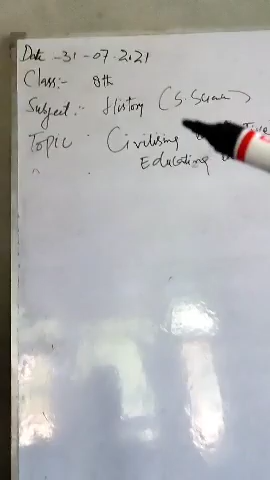 Date - 31 - 07 - 2021
Class:- 8th
Subject :- History (S. Science)
Topic : Civilising
" . Educating